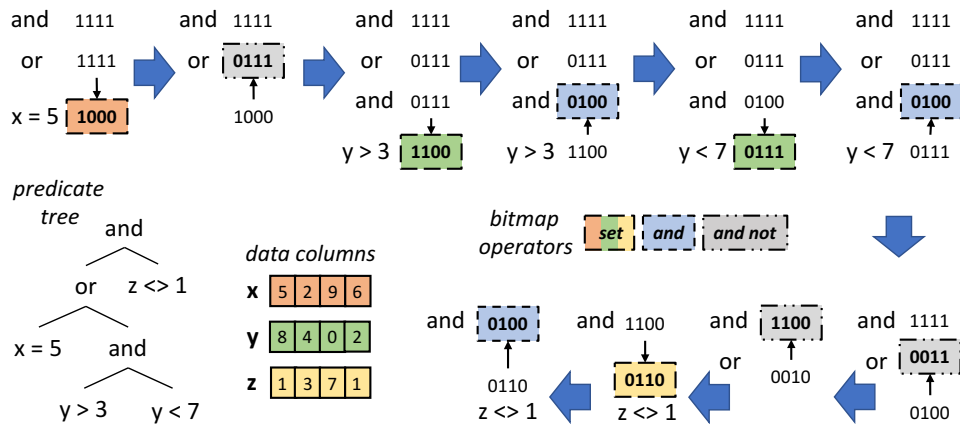 and 1111 and 1111 and 1111 and 1111 and 1111 and 1111
or 1111 or 0111 or 0111 or 0111 or 0111 or 0111
x = 5 1000 1000 and 0111 and 0100 and 0100 and 0100
y > 3 1100 y > 3 1100 y < 7 0111 y < 7 0111
predicate
tree
and
or z <> 1
x = 5 and
y > 3 y < 7
data columns
x 5 2 9 6
y 8 4 0 2
z 1 3 7 1
bitmap
operators
set and and not
and 0100 and 1100 and 1100 and 1111
0110 0110 or 0010 or 0011
z <> 1 z <> 1 0100